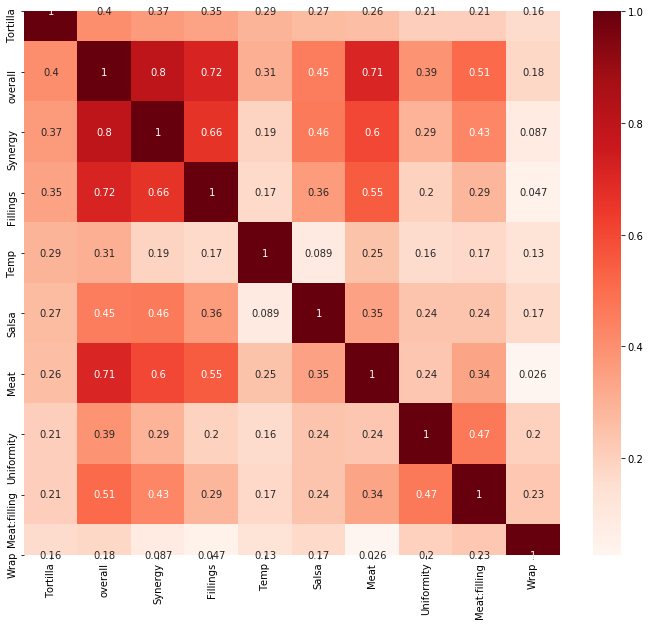 Tortilla 1 0.4 0.37 0.35 0.29 0.27 0.26 0.21 0.21 0.16
overall 0.4 1 0.8 0.72 0.31 0.45 0.71 0.39 0.51 0.18
Synergy 0.37 0.8 1 0.66 0.19 0.46 0.6 0.29 0.43 0.087
Fillings 0.35 0.72 0.66 1 0.17 0.36 0.55 0.2 0.29 0.047
Temp 0.29 0.31 0.19 0.17 1 0.089 0.25 0.16 0.17 0.13
Salsa 0.27 0.45 0.46 0.36 0.089 1 0.35 0.24 0.24 0.17
Meat 0.26 0.71 0.6 0.55 0.25 0.35 1 0.24 0.34 0.026
Uniformity 0.21 0.39 0.29 0.2 0.16 0.24 0.24 1 0.47 0.2
Meat:filling 0.21 0.51 0.43 0.29 0.17 0.24 0.34 0.47 1 0.23
Wrap 0.16 0.18 0.087 0.047 0.13 0.17 0.026 0.2 0.23 1
Tortilla overall Synergy Fillings Temp Salsa Meat Uniformity Meat:filling Wrap
1.0
0.8
0.6
0.4
0.2